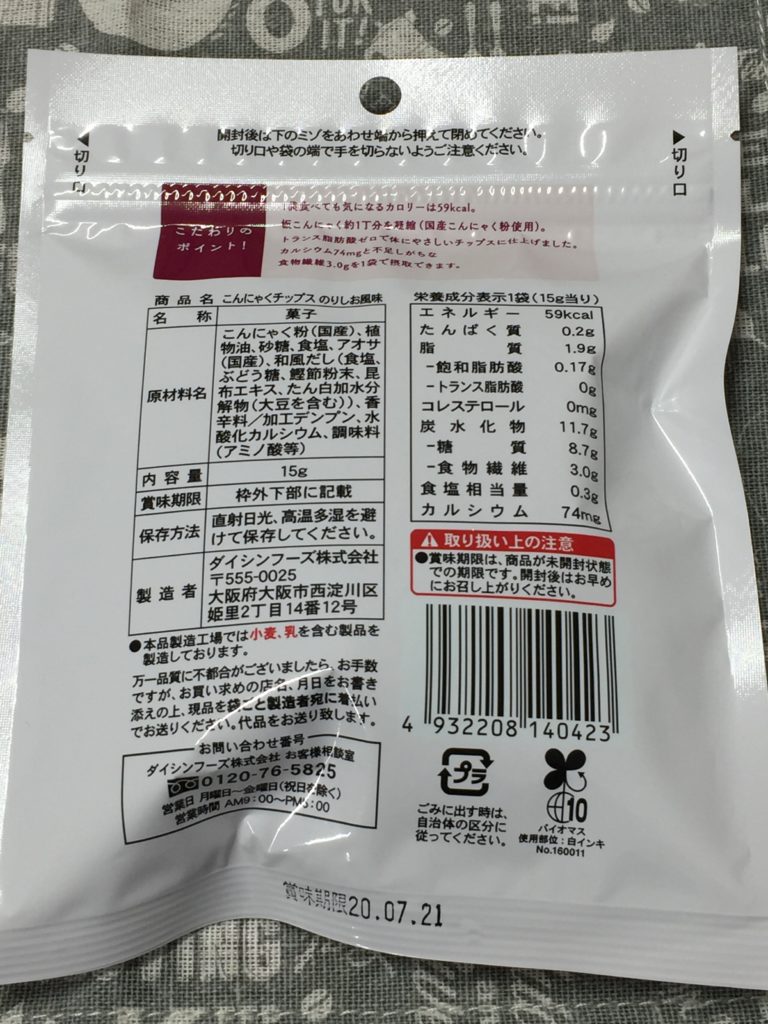 開封後は下のミゾをあわせ端から押えて閉めてください。
切り口や袋の端で手を切らないようご注意ください。
切り口
切り口
こだわりの
ポイント!
食べても気になるカロリーは59kcal。
板こんにゃく約1丁分を圧縮(国産こんにゃく粉使用)。
トランス脂肪酸ゼロで体にやさしいチップスに仕上げました。
カルシウム74mgと不足しがちな
食物繊維3.0gを1袋で摂取できます。
商品名 こんにゃくチップス のりしお風味
名称 菓子
原材料名
こんにゃく粉(国産)、植
物油、砂糖、食塩、アオサ
(国産)、和風だし(食塩、
ぶどう糖、鰹節粉末、昆
布エキス、たん白加水分
解物(大豆を含む))、香
辛料/加工デンプン、水
酸化カルシウム、調味料
(アミノ酸等)
内容量 15g
賞味期限 枠外下部に記載
保存方法
直射日光、高温多湿を避
けて保存してください。
製造者
ダイシンフーズ株式会社
〒555-0025
大阪府大阪市西淀川区
姫里2丁目14番12号
●本品製造工場では小麦、乳を含む製品を
製造しております。
万一品質に不都合がございましたら、お手数
ですが、お買い求めの店名、月日をお書き
添えの上、現品を袋ごと製造者宛に着払い
でお送りください。代品をお送り致します。
お問い合わせ番号
ダイシンフーズ株式会社 お客様相談室
0120-76-5825
営業日 月曜日〜金曜日(祝日を除く)
営業時間 AM9:00〜PM5:00
栄養成分表示1袋(15g当り)
エネルギー 59kcal
たんぱく質 0.2g
脂質 1.9g
-飽和脂肪酸 0.17g
-トランス脂肪酸 0g
コレステロール 0mg
炭水化物 11.7g
-糖質 8.7g
-食物繊維 3.0g
食塩相当量 0.3g
カルシウム 74mg
取り扱い上の注意
●賞味期限は、商品が未開封状態
での期限です。開封後はお早め
にお召し上がりください。
4 932208 140423
プラ
ごみに出す時は、
自治体の区分に
従ってください。
10
バイオマス
使用部位:白インキ
No.160011
賞味期限20.07.21